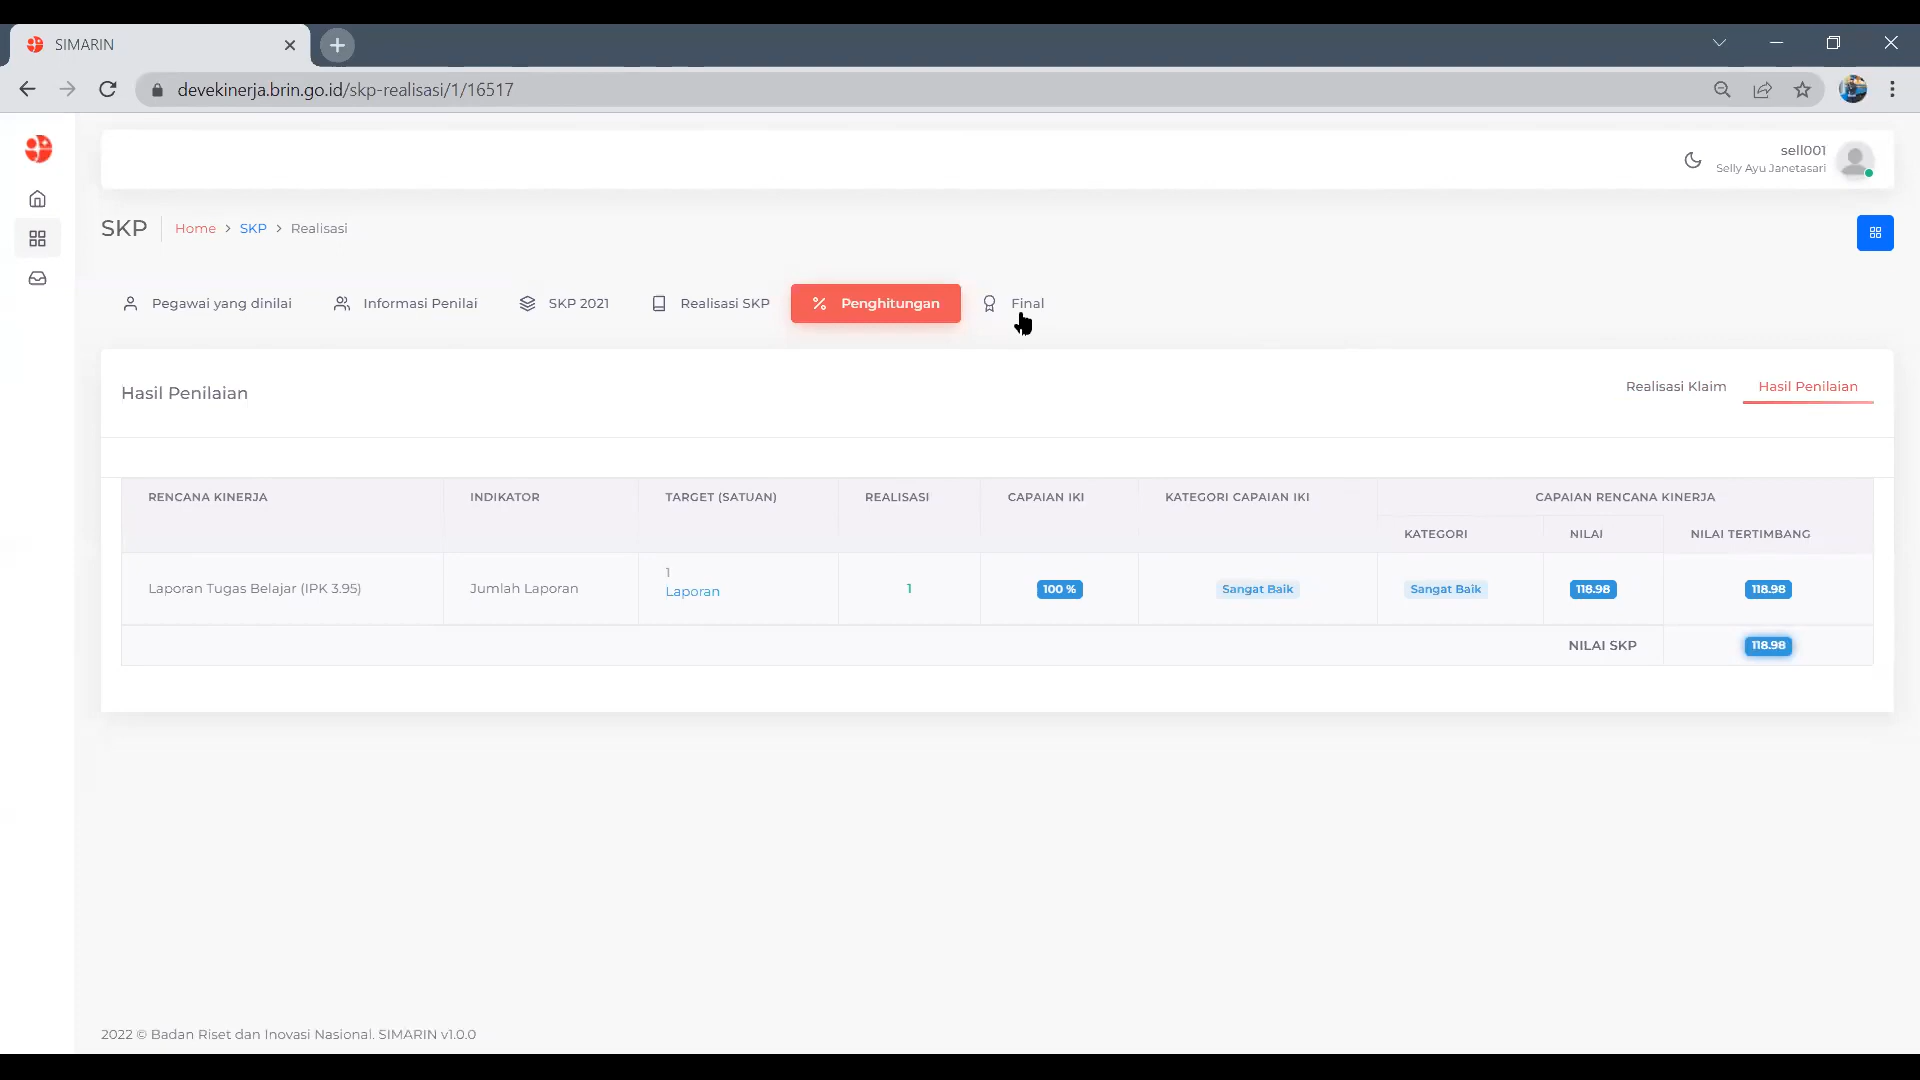 SIMARIN
devekinerja.brin.go.id/skp-realisasi/1/16517
sell001
Selly Ayu Janetasari
SKP
Home > SKP > Realisasi
Pegawai yang dinilai
Informasi Penilai
SKP 2021
Realisasi SKP
Penghitungan
Final
Hasil Penilaian
Realisasi Klaim
Hasil Penilaian
RENCANA KINERJA
INDIKATOR
TARGET (SATUAN)
REALISASI
CAPAIAN IKI
KATEGORI CAPAIAN IKI
CAPAIAN RENCANA KINERJA
KATEGORI
NILAI
NILAI TERTIMBANG
Laporan Tugas Belajar (IPK 3.95)
Jumlah Laporan
1
Laporan
1
100 %
Sangat Baik
Sangat Baik
118.98
118.98
NILAI SKP
118.98
2022 © Badan Riset dan Inovasi Nasional. SIMARIN v1.0.0